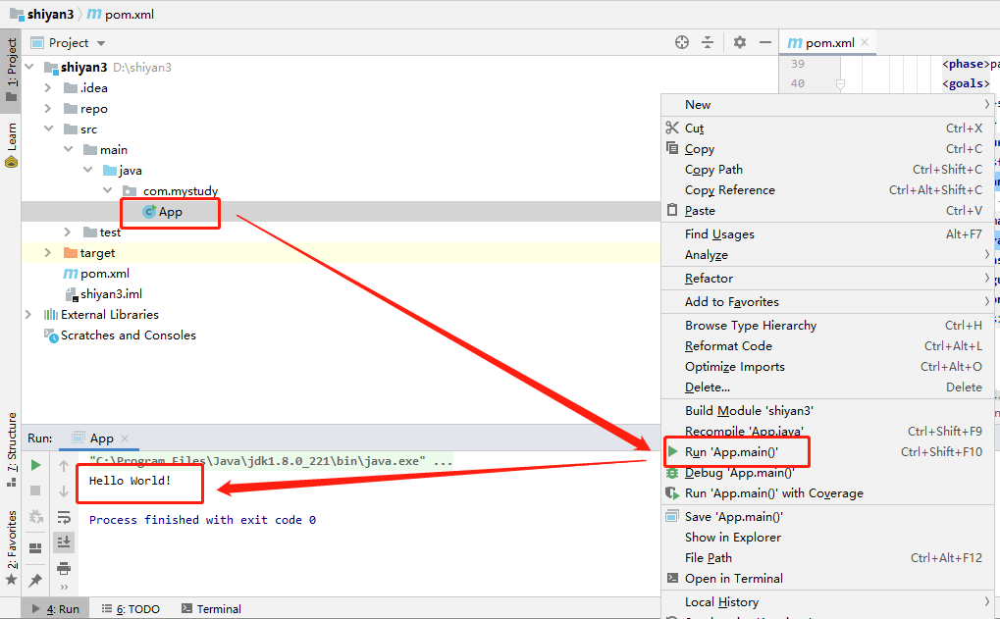 shiyan3 pom.xml
Project
pom.xml
1: Project
Learn
7: Structure
2: Favorites
shiyan3 D:\shiyan3
.idea
repo
src
main
java
com.mystudy
App
test
target
pom.xml
shiyan3.iml
External Libraries
Scratches and Consoles
39 <phase>pa
40 <goals>
New
Cut Ctrl+X
Copy Ctrl+C
Copy Path Ctrl+Shift+C
Copy Reference Ctrl+Alt+Shift+C
Paste Ctrl+V
Find Usages Alt+F7
Analyze
Refactor
Add to Favorites
Browse Type Hierarchy Ctrl+H
Reformat Code Ctrl+Alt+L
Optimize Imports Ctrl+Alt+O
Delete... Delete
Build Module 'shiyan3'
Recompile 'App.java' Ctrl+Shift+F9
Run 'App.main()' Ctrl+Shift+F10
Debug 'App.main()'
Run 'App.main()' with Coverage
Save 'App.main()'
Show in Explorer
File Path Ctrl+Alt+F12
Open in Terminal
Local History
Run: App
"C:\Program Files\Java\jdk1.8.0_221\bin\java.exe" ...
Hello World!
Process finished with exit code 0
4: Run 6: TODO Terminal